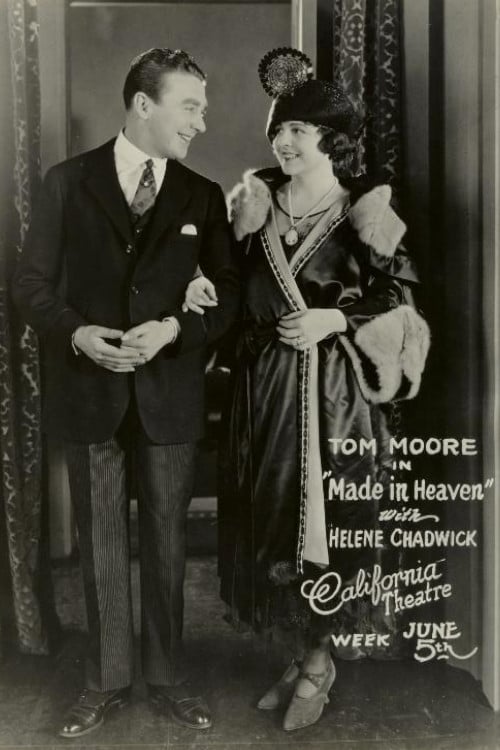 TOM MOORE
IN
"Made in Heaven"
with
HELENE CHADWICK
California
Theatre
WEEK JUNE
5th